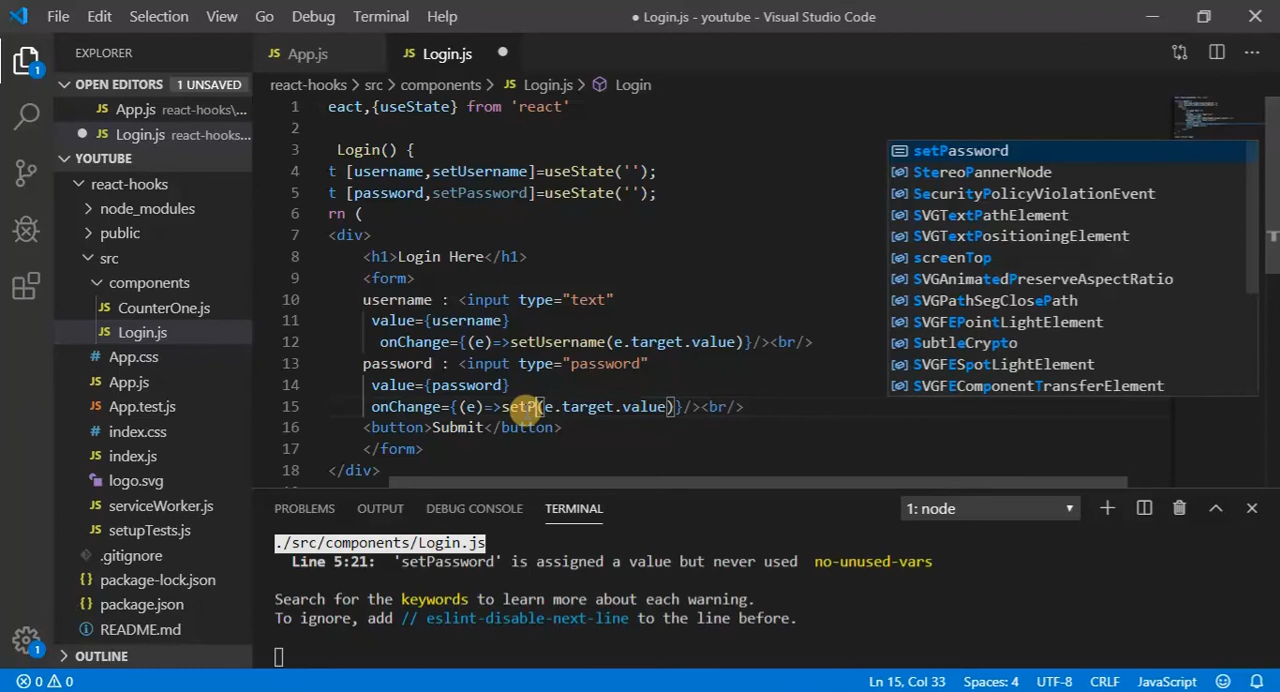 File Edit Selection View Go Debug Terminal Help
● Login.js - youtube - Visual Studio Code
EXPLORER
OPEN EDITORS 1 UNSAVED
JS App.js react-hooks\...
JS Login.js react-hooks...
YOUTUBE
react-hooks
node_modules
public
src
components
JS CounterOne.js
JS Login.js
# App.css
JS App.js
JS App.test.js
# index.css
JS index.js
logo.svg
JS serviceWorker.js
JS setupTests.js
.gitignore
{} package-lock.json
{} package.json
README.md
OUTLINE
1
1
JS App.js
JS Login.js
react-hooks > src > components > JS Login.js > Login
1 eact,{useState} from 'react'
2
3 Login() {
4 t [username,setUsername]=useState('');
5 t [password,setPassword]=useState('');
6 rn (
7 <div>
8 <h1>Login Here</h1>
9 <form>
10 username : <input type="text"
11 value={username}
12 onChange={(e)=>setUsername(e.target.value)}/><br/>
13 password : <input type="password"
14 value={password}
15 onChange={(e)=>setP(e.target.value)}/><br/>
16 <button>Submit</button>
17 </form>
18 </div>
setPassword
StereoPannerNode
SecurityPolicyViolationEvent
SVGTextPathElement
SVGTextPositioningElement
screenTop
SVGAnimatedPreserveAspectRatio
SVGPathSegClosePath
SVGFEPointLightElement
SubtleCrypto
SVGFESpotLightElement
SVGFEComponentTransferElement
PROBLEMS OUTPUT DEBUG CONSOLE TERMINAL
1: node
./src/components/Login.js
Line 5:21: 'setPassword' is assigned a value but never used no-unused-vars
Search for the keywords to learn more about each warning.
To ignore, add // eslint-disable-next-line to the line before.
0 0
Ln 15, Col 33 Spaces: 4 UTF-8 CRLF JavaScript